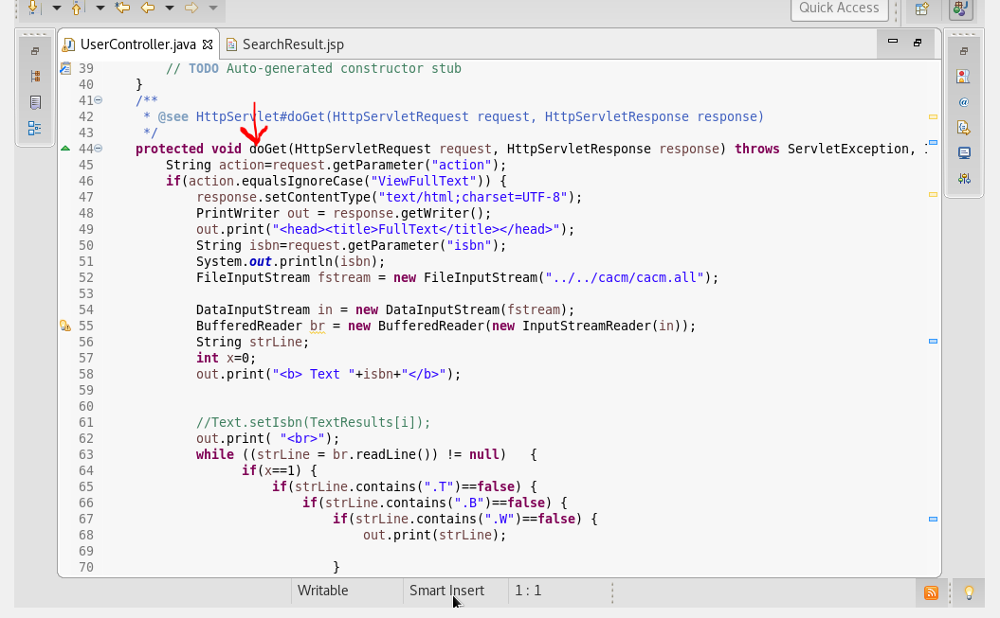 Quick Access
UserController.java
SearchResult.jsp
39 // TODO Auto-generated constructor stub
40 }
41 /**
42 * @see HttpServlet#doGet(HttpServletRequest request, HttpServletResponse response)
43 */
44 protected void doGet(HttpServletRequest request, HttpServletResponse response) throws ServletException, I
45 String action=request.getParameter("action");
46 if(action.equalsIgnoreCase("ViewFullText")) {
47 response.setContentType("text/html;charset=UTF-8");
48 PrintWriter out = response.getWriter();
49 out.print("<head><title>FullText</title></head>");
50 String isbn=request.getParameter("isbn");
51 System.out.println(isbn);
52 FileInputStream fstream = new FileInputStream("../../cacm/cacm.all");
53
54 DataInputStream in = new DataInputStream(fstream);
55 BufferedReader br = new BufferedReader(new InputStreamReader(in));
56 String strLine;
57 int x=0;
58 out.print("<b> Text "+isbn+"</b>");
59
60
61 //Text.setIsbn(TextResults[i]);
62 out.print( "<br>");
63 while ((strLine = br.readLine()) != null) {
64 if(x==1) {
65 if(strLine.contains(".T")==false) {
66 if(strLine.contains(".B")==false) {
67 if(strLine.contains(".W")==false) {
68 out.print(strLine);
69
70 }
Writable
Smart Insert
1 : 1